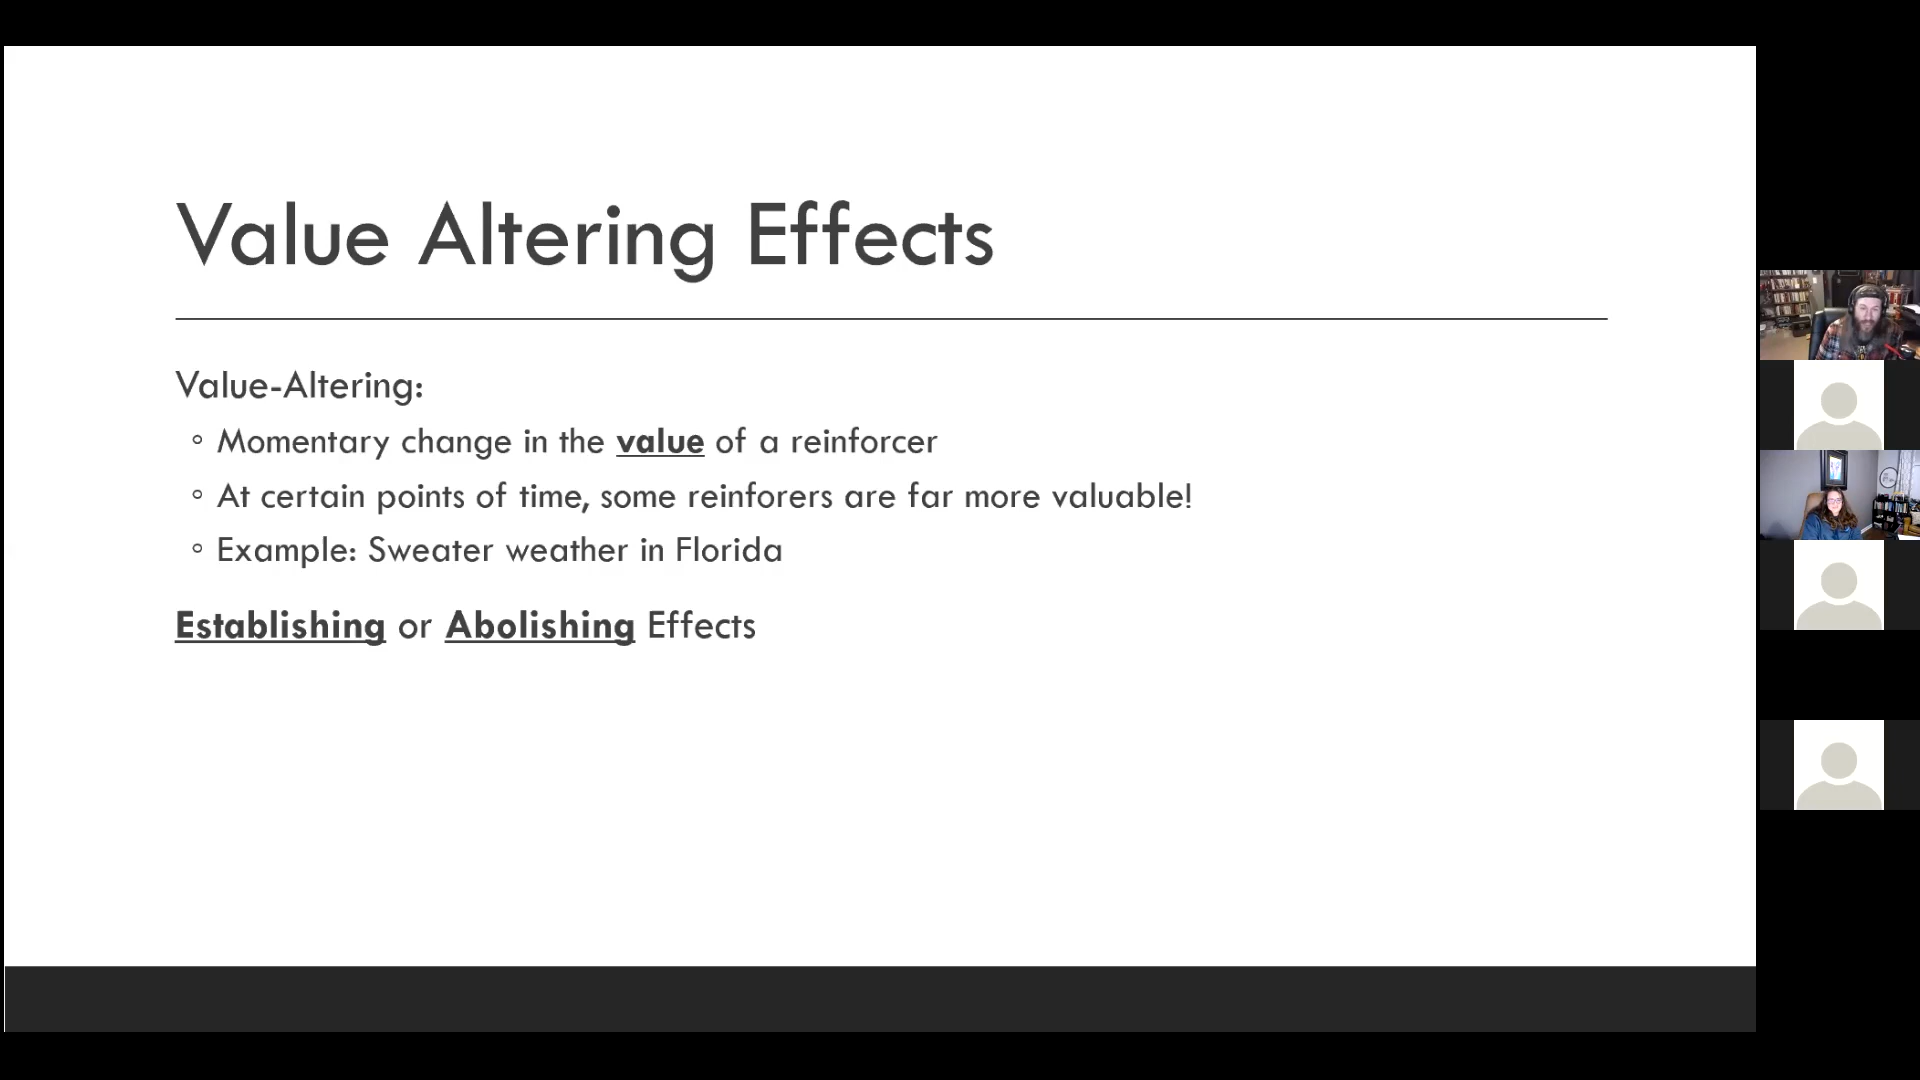 Value Altering Effects
Value-Altering:
◦ Momentary change in the value of a reinforcer
◦ At certain points of time, some reinforers are far more valuable!
◦ Example: Sweater weather in Florida
Establishing or Abolishing Effects